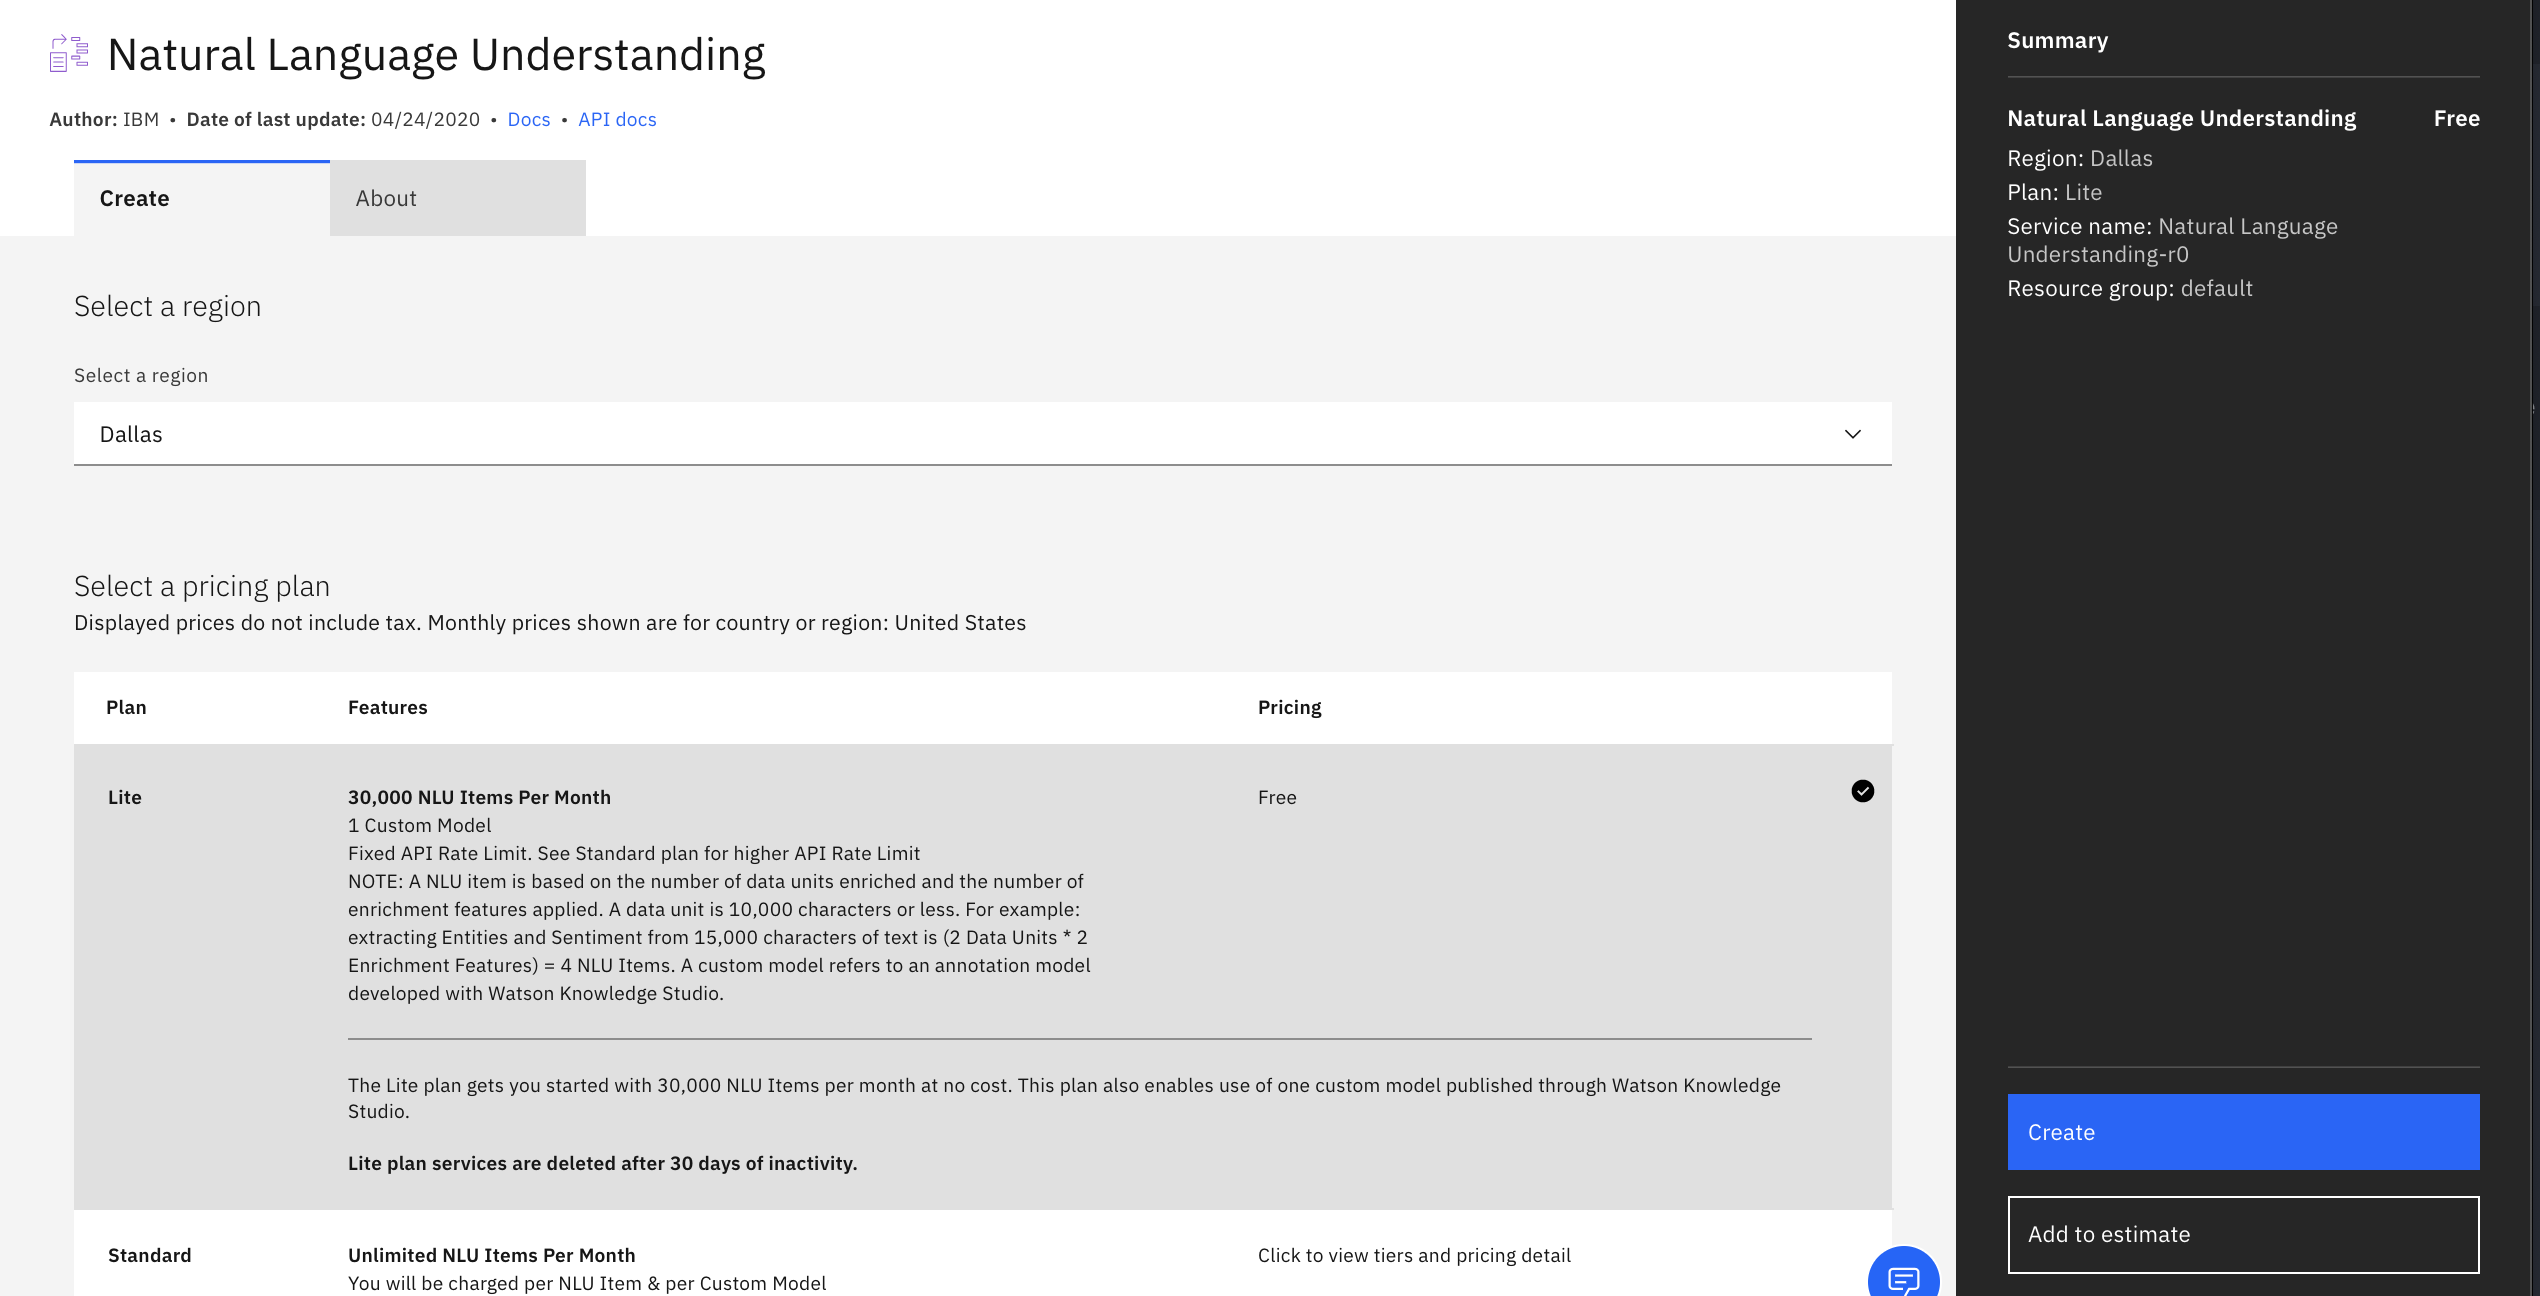 Natural Language Understanding
Author: IBM • Date of last update: 04/24/2020 • Docs • API docs
Create
About
Select a region
Select a region
Dallas
Select a pricing plan
Displayed prices do not include tax. Monthly prices shown are for country or region: United States
Plan
Features
Pricing
Lite
30,000 NLU Items Per Month
1 Custom Model
Fixed API Rate Limit. See Standard plan for higher API Rate Limit
NOTE: A NLU item is based on the number of data units enriched and the number of
enrichment features applied. A data unit is 10,000 characters or less. For example:
extracting Entities and Sentiment from 15,000 characters of text is (2 Data Units * 2
Enrichment Features) = 4 NLU Items. A custom model refers to an annotation model
developed with Watson Knowledge Studio.
Free
The Lite plan gets you started with 30,000 NLU Items per month at no cost. This plan also enables use of one custom model published through Watson Knowledge
Studio.
Lite plan services are deleted after 30 days of inactivity.
Standard
Unlimited NLU Items Per Month
You will be charged per NLU Item & per Custom Model
Click to view tiers and pricing detail
Summary
Natural Language Understanding
Free
Region: Dallas
Plan: Lite
Service name: Natural Language
Understanding-r0
Resource group: default
Create
Add to estimate